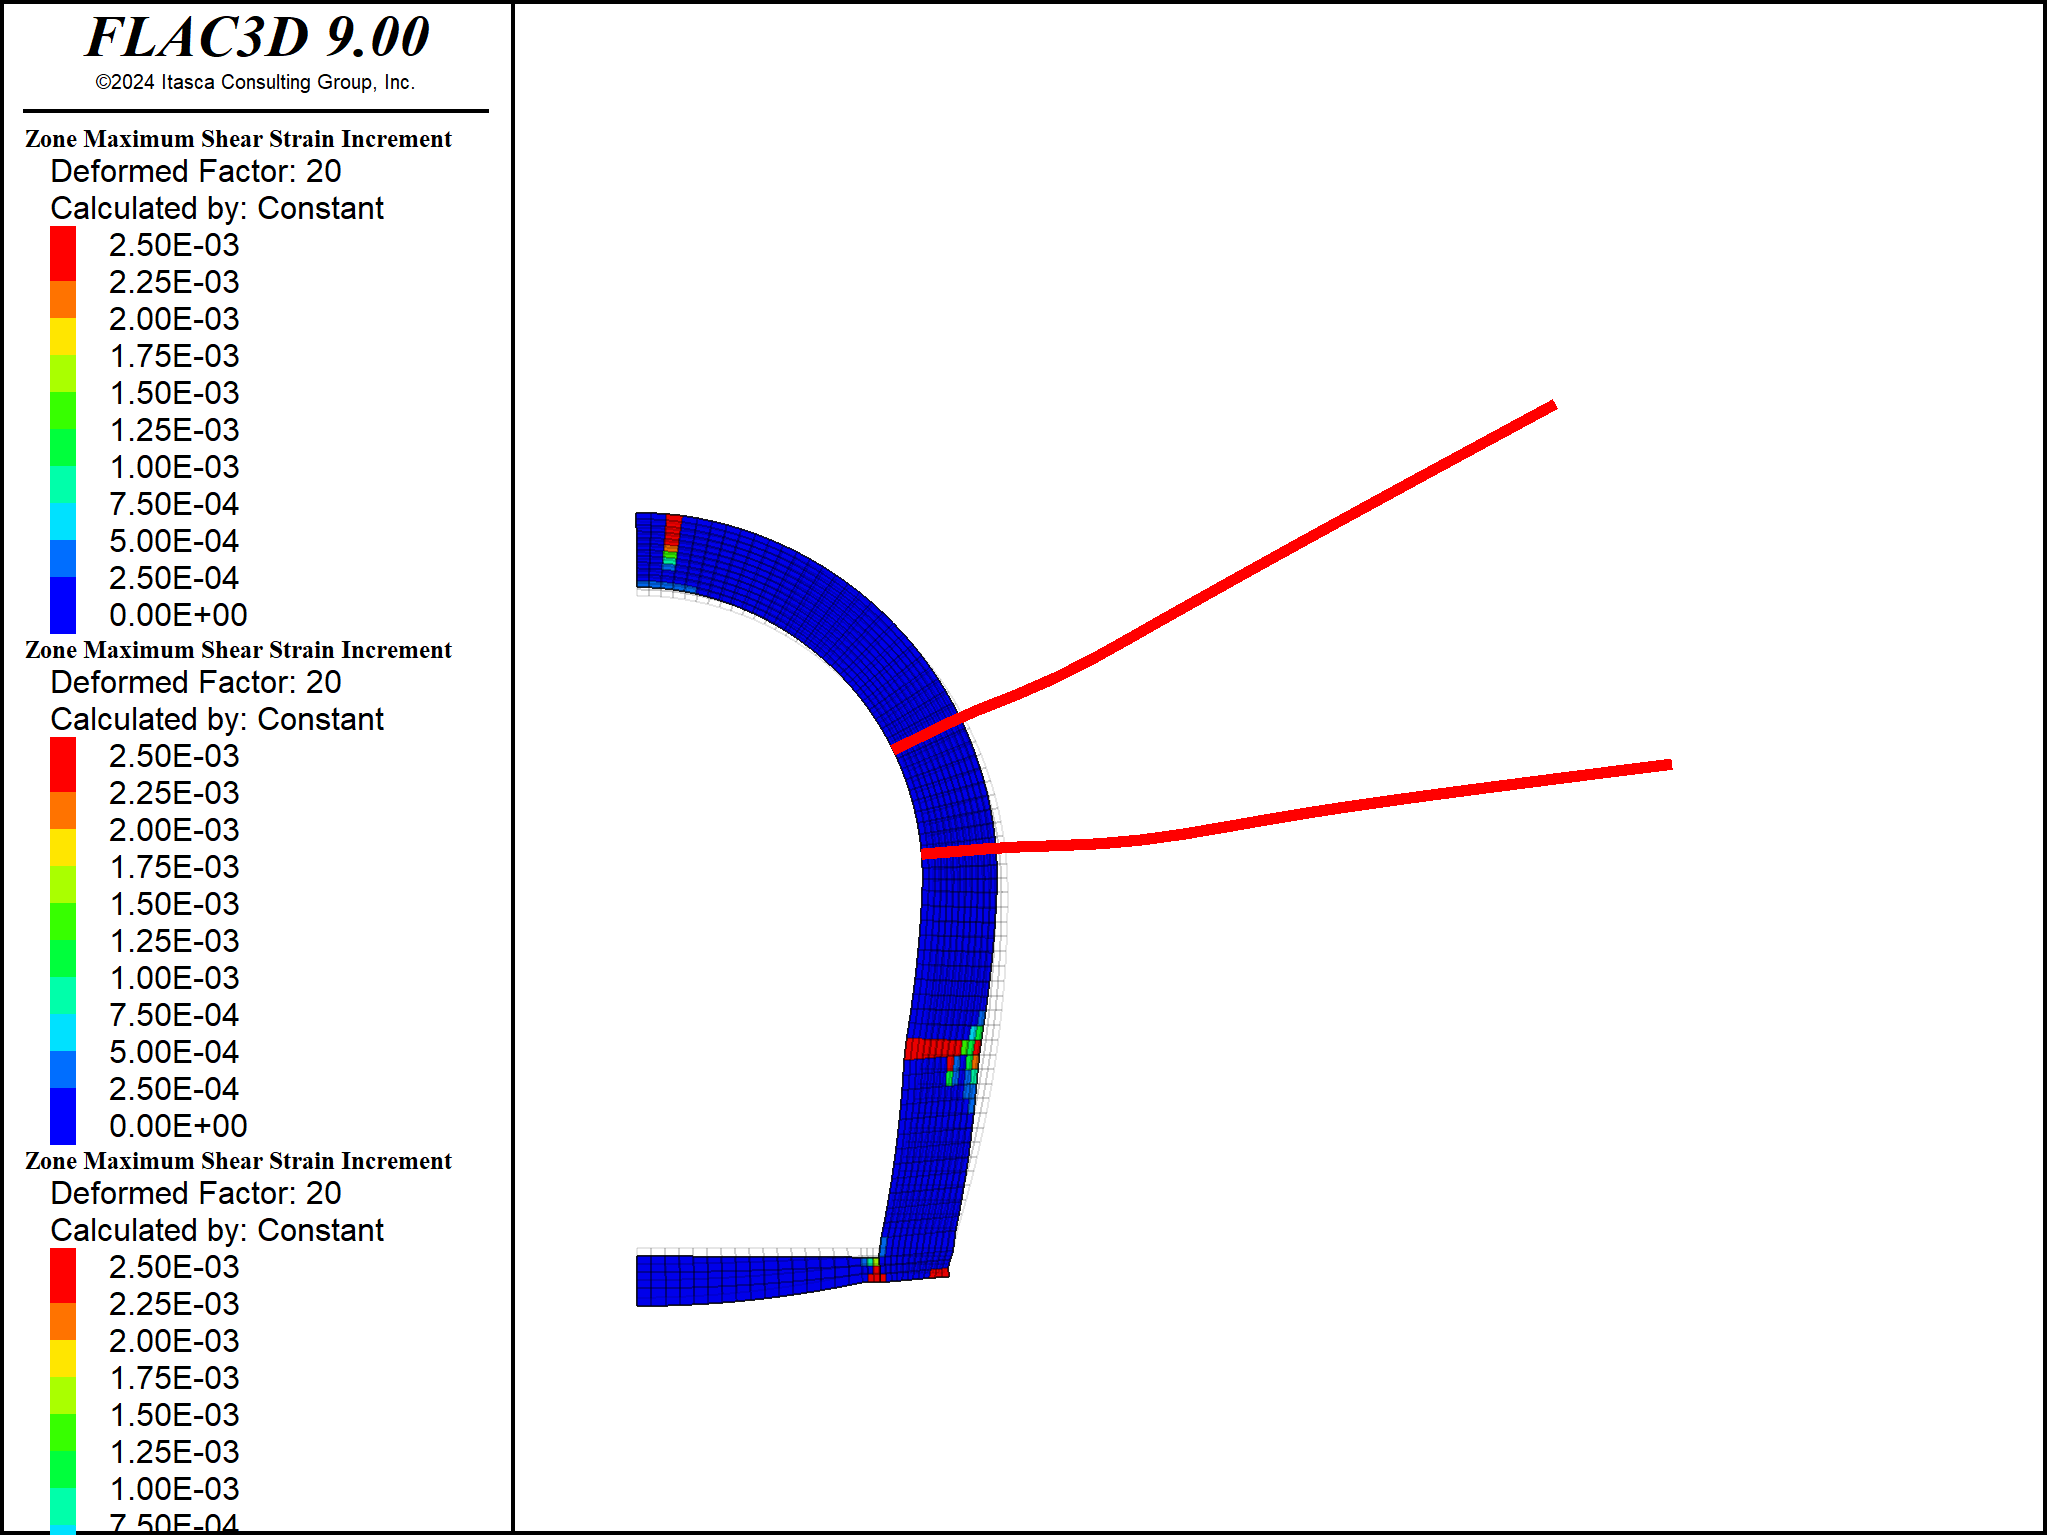 FLAC3D 9.00
©2024 Itasca Consulting Group, Inc.
Zone Maximum Shear Strain Increment
Deformed Factor: 20
Calculated by: Constant
2.50E-03
2.25E-03
2.00E-03
1.75E-03
1.50E-03
1.25E-03
1.00E-03
7.50E-04
5.00E-04
2.50E-04
0.00E+00
Zone Maximum Shear Strain Increment
Deformed Factor: 20
Calculated by: Constant
2.50E-03
2.25E-03
2.00E-03
1.75E-03
1.50E-03
1.25E-03
1.00E-03
7.50E-04
5.00E-04
2.50E-04
0.00E+00
Zone Maximum Shear Strain Increment
Deformed Factor: 20
Calculated by: Constant
2.50E-03
2.25E-03
2.00E-03
1.75E-03
1.50E-03
1.25E-03
1.00E-03
7.50E-04